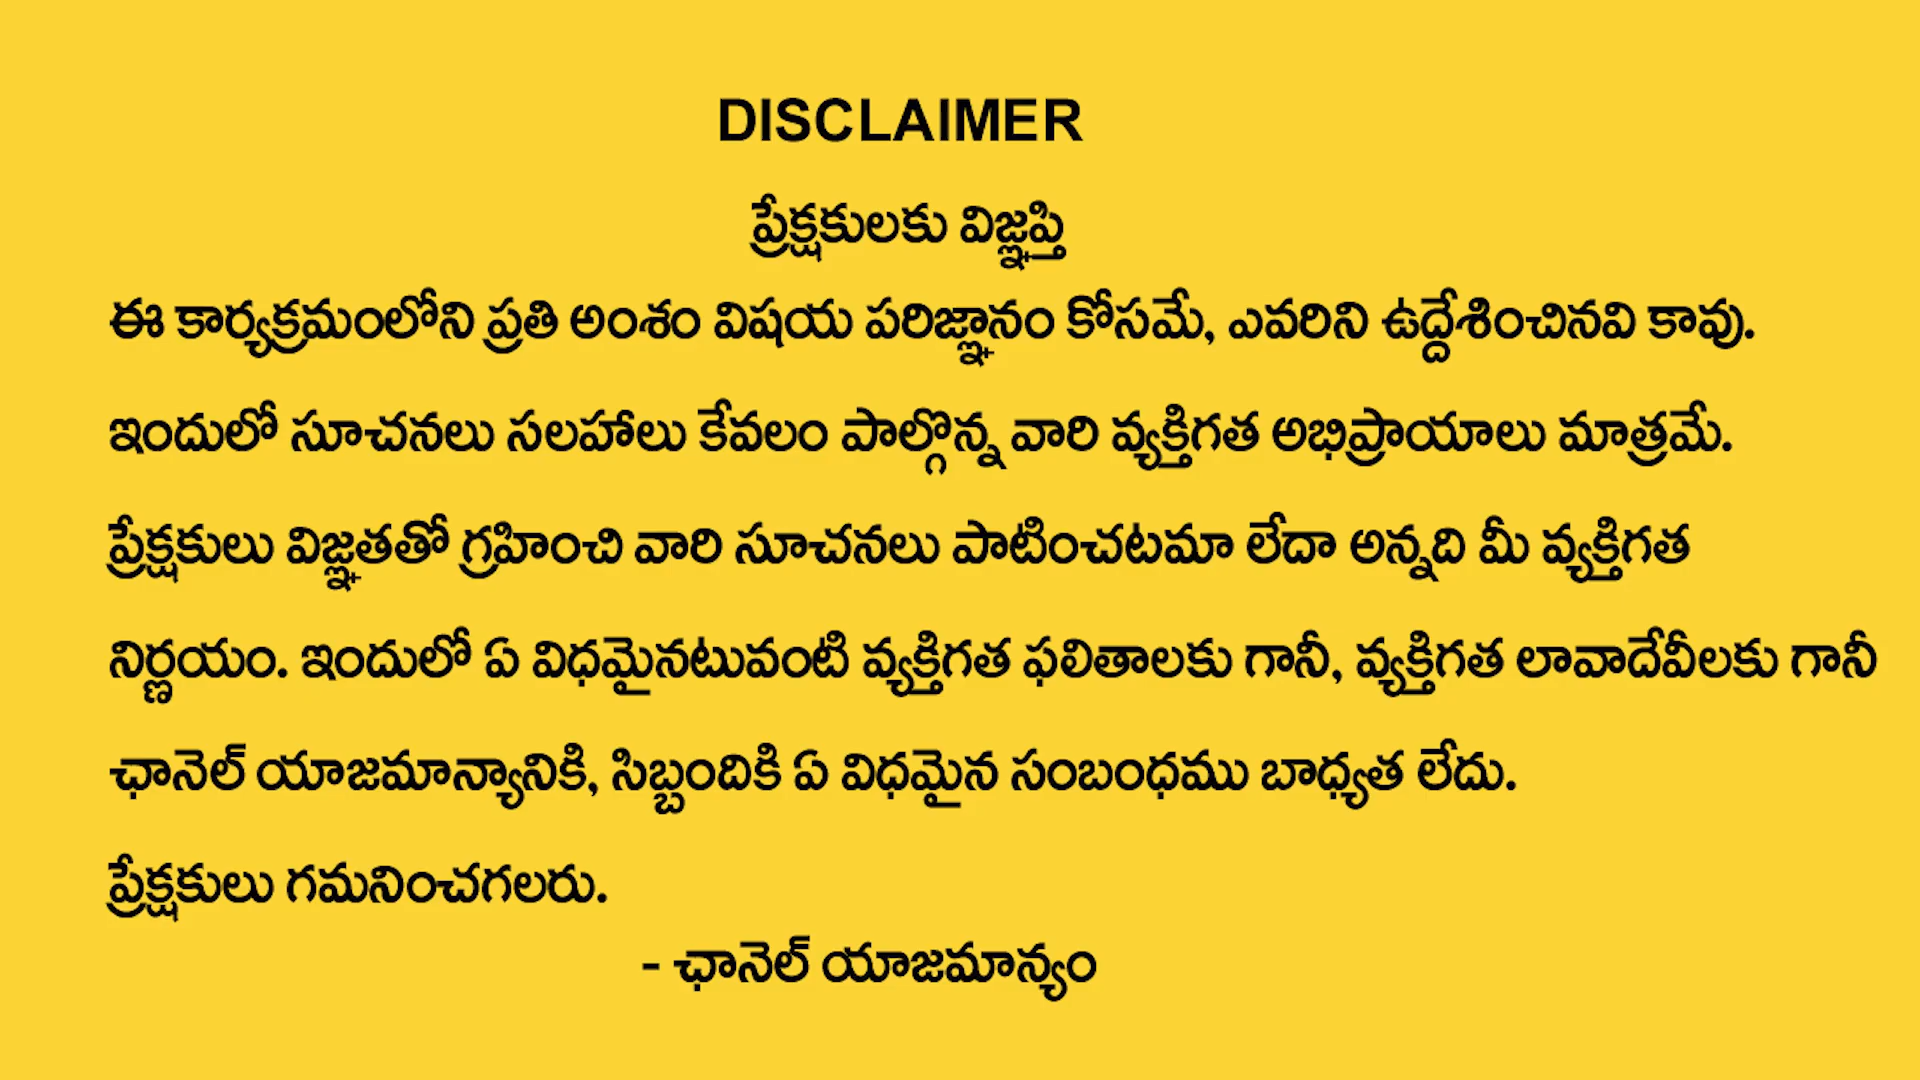 DISCLAIMER
ప్రేక్షకులకు విజ్ఞప్తి
ఈ కార్యక్రమంలోని ప్రతి అంశం విషయ పరిజ్ఞానం కోసమే, ఎవరిని ఉద్దేశించినవి కావు.
ఇందులో సూచనలు సలహాలు కేవలం పాల్గొన్న వారి వ్యక్తిగత అభిప్రాయాలు మాత్రమే.
ప్రేక్షకులు విజ్ఞతతో గ్రహించి వారి సూచనలు పాటించటమా లేదా అన్నది మీ వ్యక్తిగత
నిర్ణయం. ఇందులో ఏ విధమైనటువంటి వ్యక్తిగత ఫలితాలకు గానీ, వ్యక్తిగత లావాదేవీలకు గానీ
ఛానెల్ యాజమాన్యానికి, సిబ్బందికి ఏ విధమైన సంబంధము బాధ్యత లేదు.
ప్రేక్షకులు గమనించగలరు.
- ఛానెల్ యాజమాన్యం